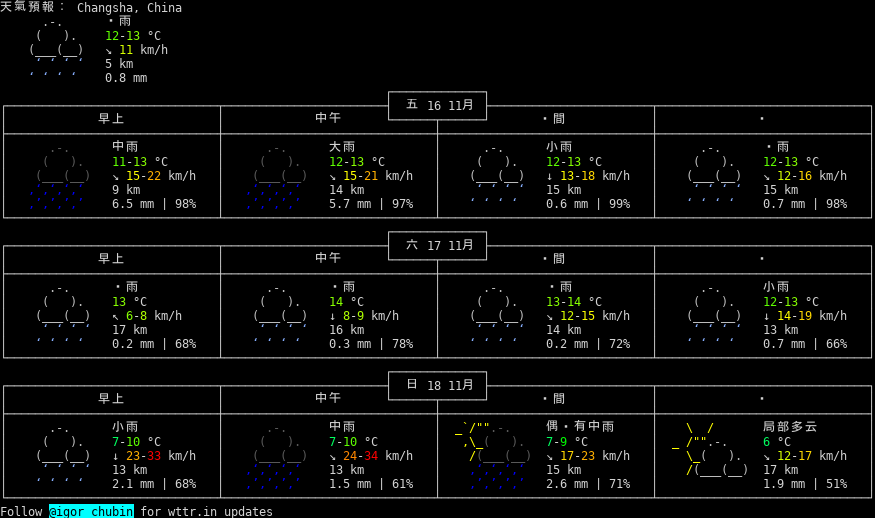 天氣預報： Changsha, China
・雨
12-13 °C
↘ 11 km/h
5 km
0.8 mm
五 16 11月
早上 中午 ・間 ・
中雨 大雨 小雨 ・雨
11-13 °C 12-13 °C 12-13 °C 12-13 °C
↘ 15-22 km/h ↘ 15-21 km/h ↓ 13-18 km/h ↘ 12-16 km/h
9 km 14 km 15 km 15 km
6.5 mm | 98% 5.7 mm | 97% 0.6 mm | 99% 0.7 mm | 98%
六 17 11月
早上 中午 ・間 ・
・雨 ・雨 ・雨 小雨
13 °C 14 °C 13-14 °C 12-13 °C
↖ 6-8 km/h ↓ 8-9 km/h ↘ 12-15 km/h ↓ 14-19 km/h
17 km 16 km 14 km 13 km
0.2 mm | 68% 0.3 mm | 78% 0.2 mm | 72% 0.7 mm | 66%
日 18 11月
早上 中午 ・間 ・
小雨 中雨 偶・有中雨 局部多云
7-10 °C 7-10 °C 7-9 °C 6 °C
↓ 23-33 km/h ↘ 24-34 km/h ↘ 17-23 km/h ↘ 12-17 km/h
13 km 13 km 15 km 17 km
2.1 mm | 68% 1.5 mm | 61% 2.6 mm | 71% 1.9 mm | 51%
Follow @igor_chubin for wttr.in updates